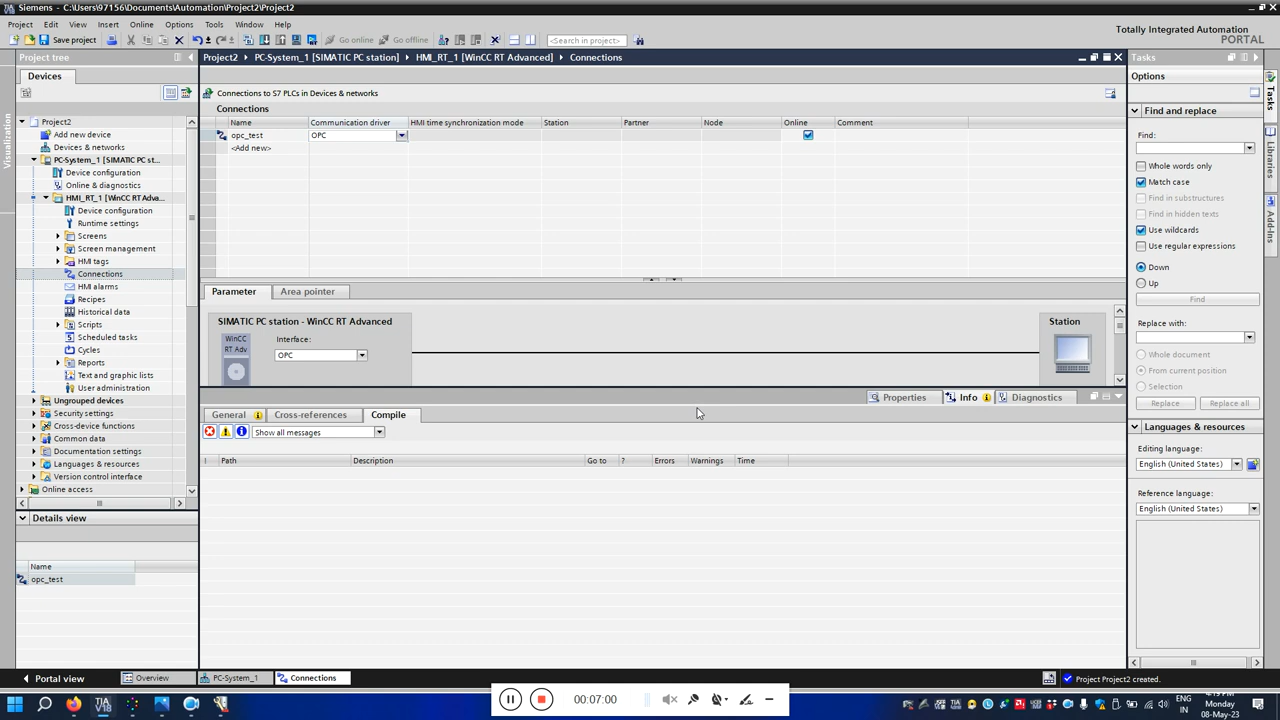 Siemens - C:\Users\97156\Documents\Automation\Project2\Project2
Project Edit View Insert Online Options Tools Window Help
Totally Integrated Automation
PORTAL
Save project Go online Go offline <Search in project>
Project tree
Project2 PC-System_1 [SIMATIC PC station] HMI_RT_1 [WinCC RT Advanced] Connections
Tasks
Devices
Options
Connections to S7 PLCs in Devices & networks
Connections
Name Communication driver HMI time synchronization mode Station Partner Node Online Comment
opc_test OPC
<Add new>
Project2
Add new device
Devices & networks
PC-System_1 [SIMATIC PC st...
Device configuration
Online & diagnostics
HMI_RT_1 [WinCC RT Adva...
Device configuration
Runtime settings
Screens
Screen management
HMI tags
Connections
HMI alarms
Recipes
Historical data
Scripts
Scheduled tasks
Cycles
Reports
Text and graphic lists
User administration
Ungrouped devices
Security settings
Cross-device functions
Common data
Documentation settings
Languages & resources
Version control interface
Online access
Details view
Name
opc_test
Parameter Area pointer
SIMATIC PC station - WinCC RT Advanced
WinCC
RT Adv
Interface:
OPC
Station
Properties Info Diagnostics
General Cross-references Compile
Show all messages
! Path Description Go to ? Errors Warnings Time
Find and replace
Find:
Whole words only
Match case
Find in substructures
Find in hidden texts
Use wildcards
Use regular expressions
Down
Up
Find
Replace with:
Whole document
From current position
Selection
Replace Replace all
Languages & resources
Editing language:
English (United States)
Reference language:
English (United States)
Tasks
Libraries
Add-Ins
Visualization
Portal view Overview PC-System_1 Connections
Project Project2 created.
00:07:00
ENG
IN
4:19 PM
Monday
08-May-23